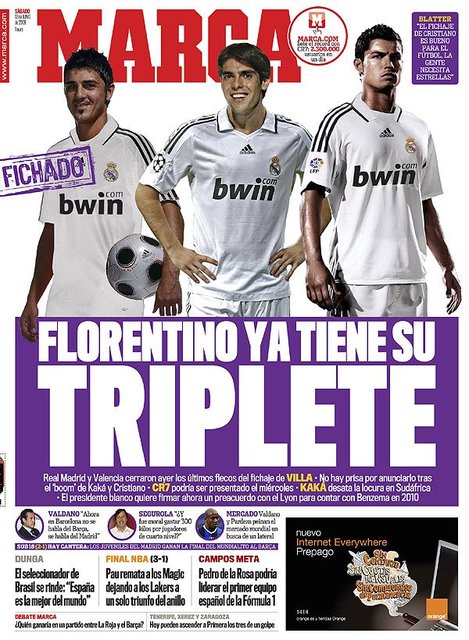 www.marca.com
SÁBADO
13 de JUNIO
de 2009
1 euro
MARCA
MARCA.COM
bate el récord con
CR7: 2.300.000
usuarios en
un día
BLATTER
"EL FICHAJE
DE CRISTIANO
ES BUENO
PARA EL
FÚTBOL, LA
GENTE
NECESITA
ESTRELLAS"
FICHADO
adidas
bwin.com
adidas
bwin.com
adidas
LFP
bwin.com
FLORENTINO YA TIENE SU
TRIPLETE
Real Madrid y Valencia cerraron ayer los últimos flecos del fichaje de VILLA · No hay prisa por anunciarlo tras
el 'boom' de Kaká y Cristiano · CR7 podría ser presentado el miércoles · KAKÁ desata la locura en Sudáfrica
· El presidente blanco quiere firmar ahora un preacuerdo con el Lyon para contar con Benzema en 2010
VALDANO "Ahora
en Barcelona no se
habla del Barça,
se habla del Madrid"
SEGUROLA "¿Y
fue moral gastar 300
kilos por jugadores
de cuarto nivel?"
MERCADO Valdano
y Pardeza peinan el
mercado mundial en
busca de un lateral
SUB 18 (2-1) HAY CANTERA: LOS JUVENILES DEL MADRID GANAN LA FINAL DEL MUNDIALITO AL BARÇA
DUNGA
El seleccionador
de Brasil se rinde: "España
es la mejor del mundo"
FINAL NBA (3-1)
Pau remata a los Magic
dejando a los Lakers a
un solo triunfo del anillo
CAMPOS META
Pedro de la Rosa podría
liderar el primer equipo
español de la Fórmula 1
DEBATE MARCA
¿Quién ganaría en un partido entre la Roja y el Barça?
TENERIFE, XEREZ Y ZARAGOZA
Hoy pueden ascender a Primera los tres de un golpe
nuevo
Internet Everywhere
Prepago
1414
orange.es y tiendas Orange
orange